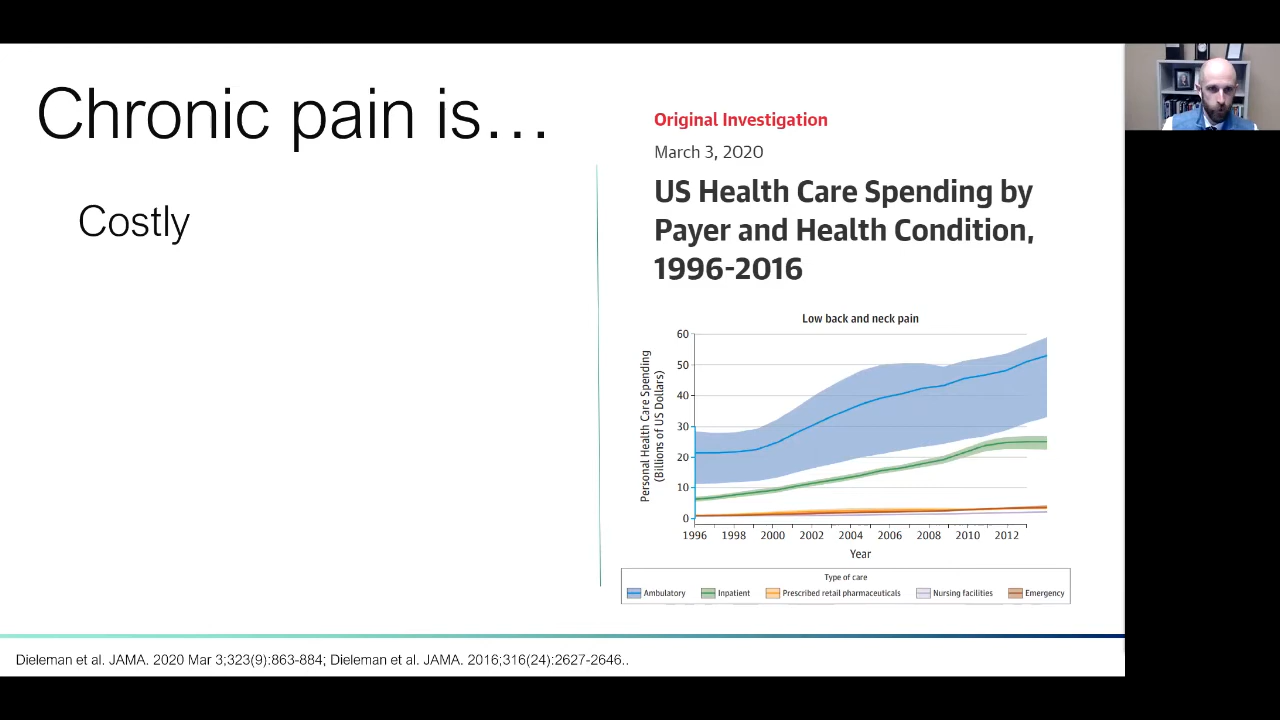 Chronic pain is…
Costly
Original Investigation
March 3, 2020
US Health Care Spending by
Payer and Health Condition,
1996-2016
Low back and neck pain
Personal Health Care Spending
(Billions of US Dollars)
60
50
40
30
20
10
0
1996 1998 2000 2002 2004 2006 2008 2010 2012
Year
Type of care
Ambulatory Inpatient Prescribed retail pharmaceuticals Nursing facilities Emergency
Dieleman et al. JAMA. 2020 Mar 3;323(9):863-884; Dieleman et al. JAMA. 2016;316(24):2627-2646..